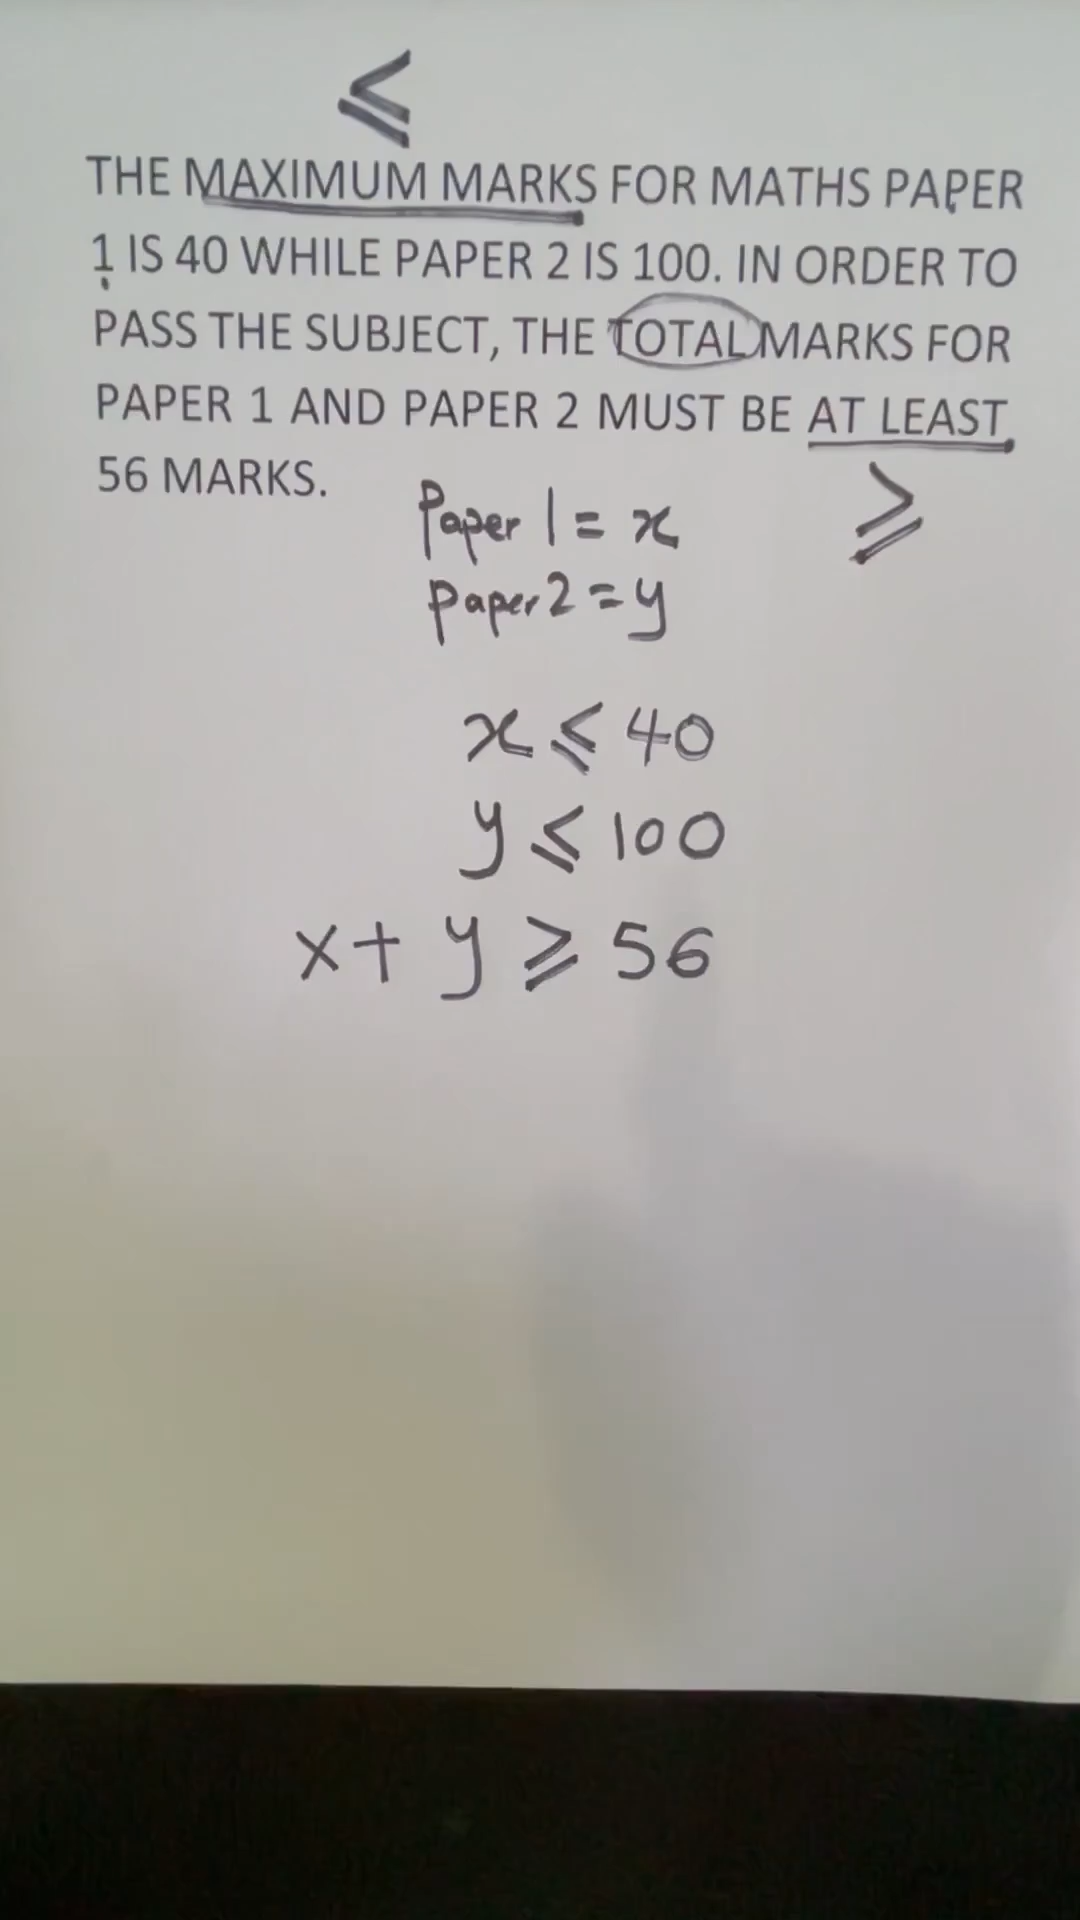 ≤
THE MAXIMUM MARKS FOR MATHS PAPER
1 IS 40 WHILE PAPER 2 IS 100. IN ORDER TO
PASS THE SUBJECT, THE TOTAL MARKS FOR
PAPER 1 AND PAPER 2 MUST BE AT LEAST
56 MARKS.
≥
Paper 1 = x
paper 2 = y
x ≤ 40
y ≤ 100
x + y ≥ 56